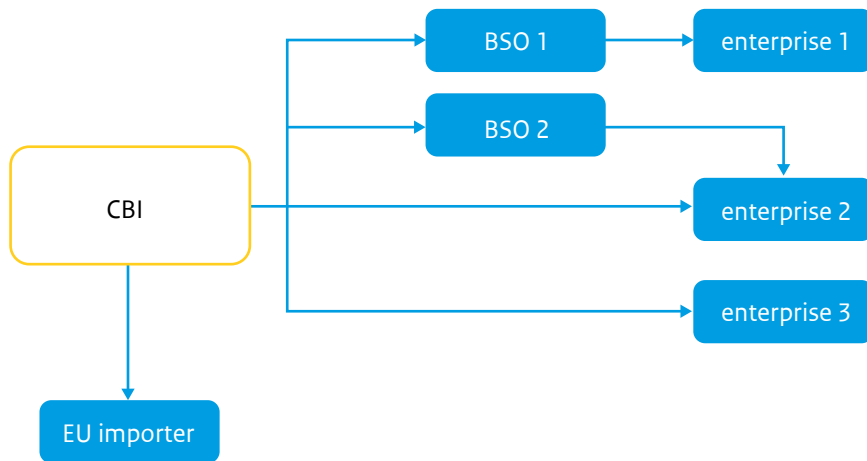 BSO 1
enterprise 1
BSO 2
CBI
enterprise 2
enterprise 3
EU importer